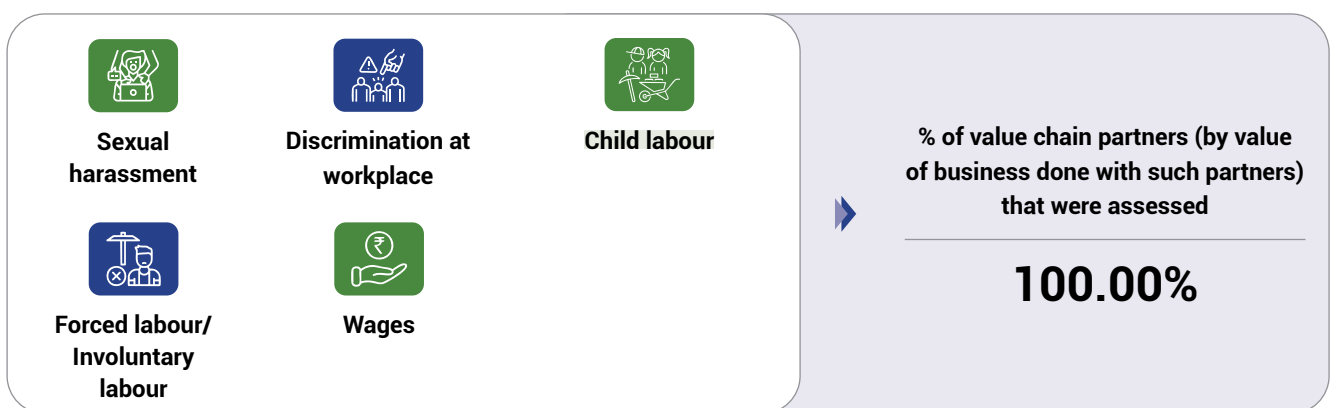 Sexual
harassment
Discrimination at
workplace
Child labour
Forced labour/
Involuntary
labour
₹
Wages
% of value chain partners (by value
of business done with such partners)
that were assessed
100.00%